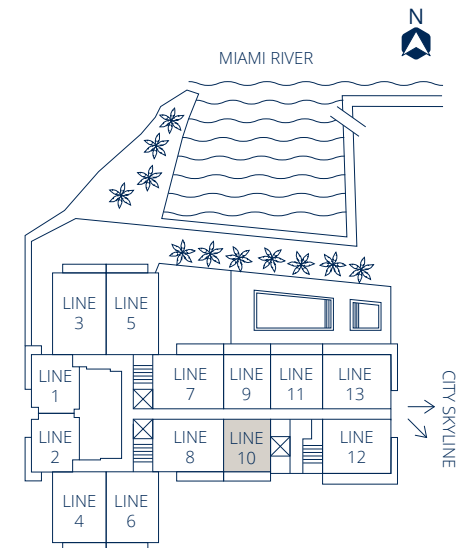 N
MIAMI RIVER
LINE
3
LINE
5
LINE
1
LINE
7
LINE
9
LINE
11
LINE
13
CITY SKYLINE
LINE
2
LINE
8
LINE
10
LINE
12
LINE
4
LINE
6